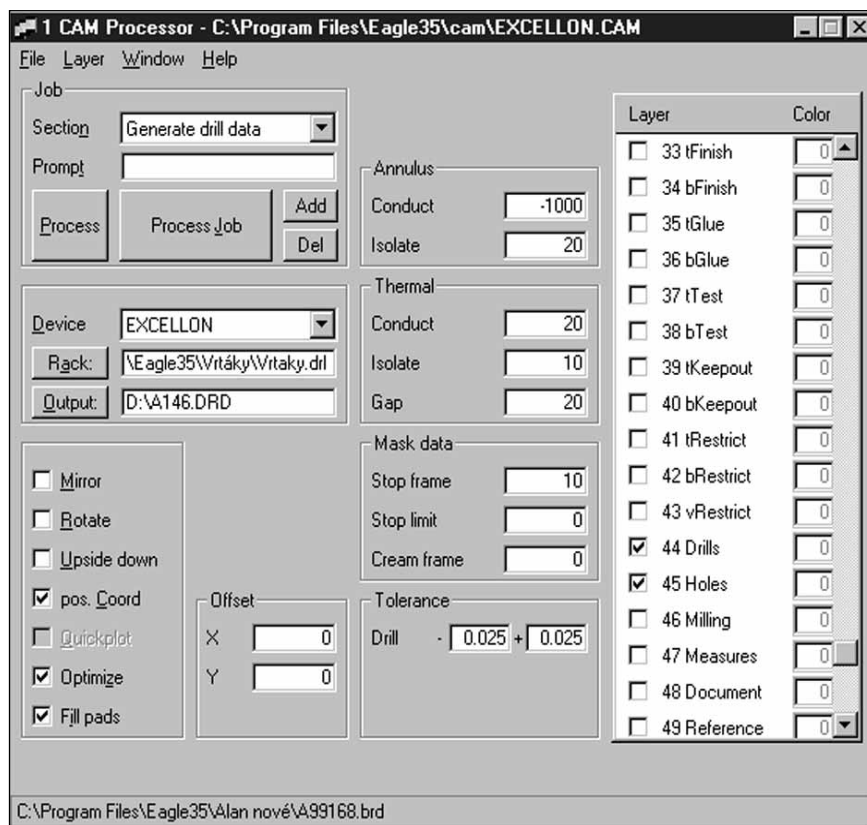 1 CAM Processor - C:\Program Files\Eagle35\cam\EXCELLON.CAM
File Layer Window Help
Job
Section Generate drill data
Prompt
Process Process Job Add
Del
Device EXCELLON
Rack: \Eagle35\Vrtáky\Vrtaky.drl
Output: D:\A146.DRD
Mirror
Rotate
Upside down
pos. Coord
Quickplot
Optimize
Fill pads
Offset
X 0
Y 0
Annulus
Conduct -1000
Isolate 20
Thermal
Conduct 20
Isolate 10
Gap 20
Mask data
Stop frame 10
Stop limit 0
Cream frame 0
Tolerance
Drill - 0.025 + 0.025
Layer Color
33 tFinish 0
34 bFinish 0
35 tGlue 0
36 bGlue 0
37 tTest 0
38 bTest 0
39 tKeepout 0
40 bKeepout 0
41 tRestrict 0
42 bRestrict 0
43 vRestrict 0
44 Drills 0
45 Holes 0
46 Milling 0
47 Measures 0
48 Document 0
49 Reference 0
C:\Program Files\Eagle35\Alan nové\A99168.brd